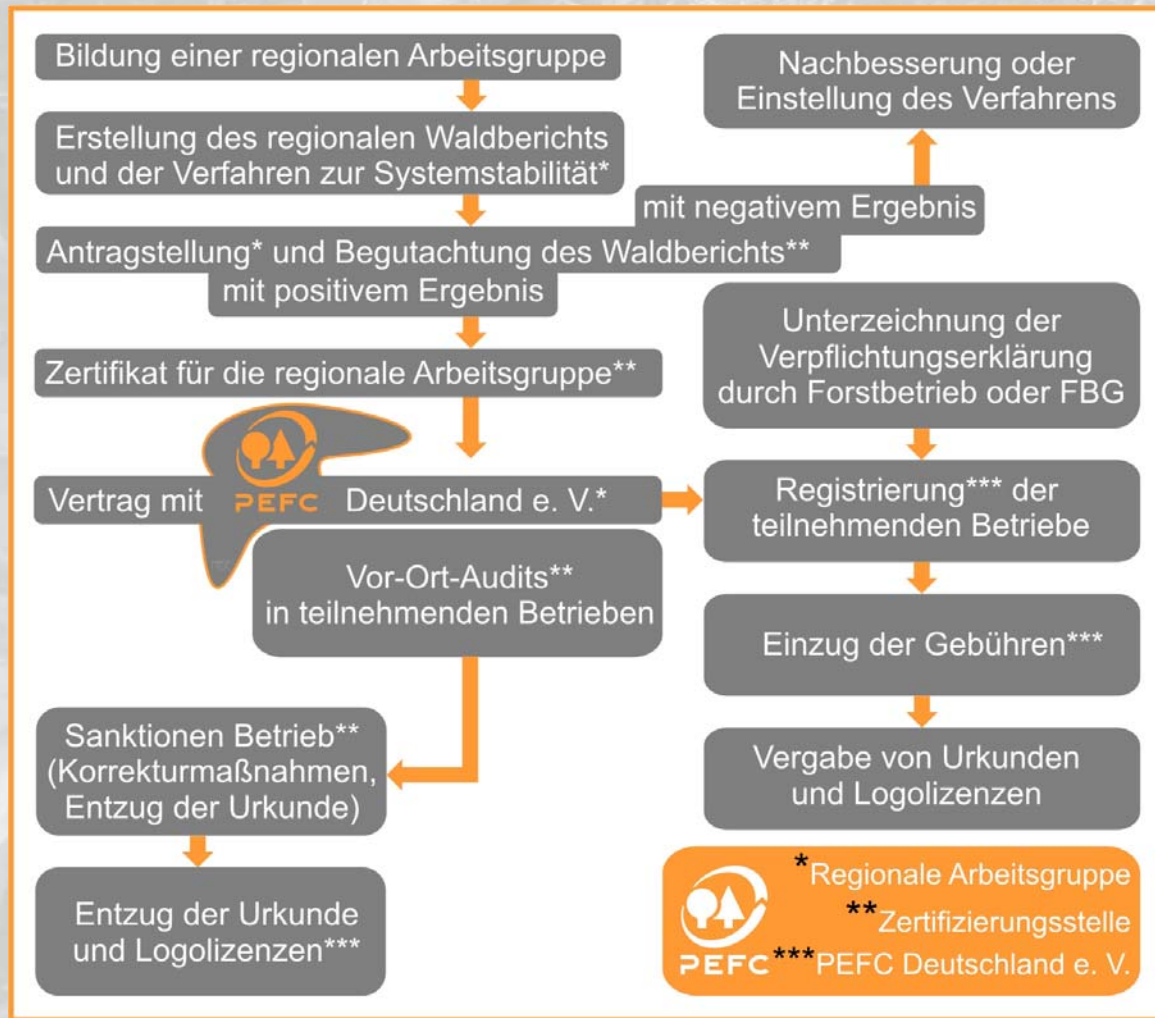 Bildung einer regionalen Arbeitsgruppe
Erstellung des regionalen Waldberichts
und der Verfahren zur Systemstabilität*
Nachbesserung oder
Einstellung des Verfahrens
mit negativem Ergebnis
Antragstellung* und Begutachtung des Waldberichts**
mit positivem Ergebnis
Zertifikat für die regionale Arbeitsgruppe**
Vertrag mit PEFC Deutschland e. V.*
Unterzeichnung der
Verpflichtungserklärung
durch Forstbetrieb oder FBG
Registrierung*** der
teilnehmenden Betriebe
Einzug der Gebühren***
Vergabe von Urkunden
und Logolizenzen
Vor-Ort-Audits**
in teilnehmenden Betrieben
Sanktionen Betrieb**
(Korrekturmaßnahmen,
Entzug der Urkunde)
Entzug der Urkunde
und Logolizenzen***
*Regionale Arbeitsgruppe
**Zertifizierungsstelle
PEFC ***PEFC Deutschland e. V.